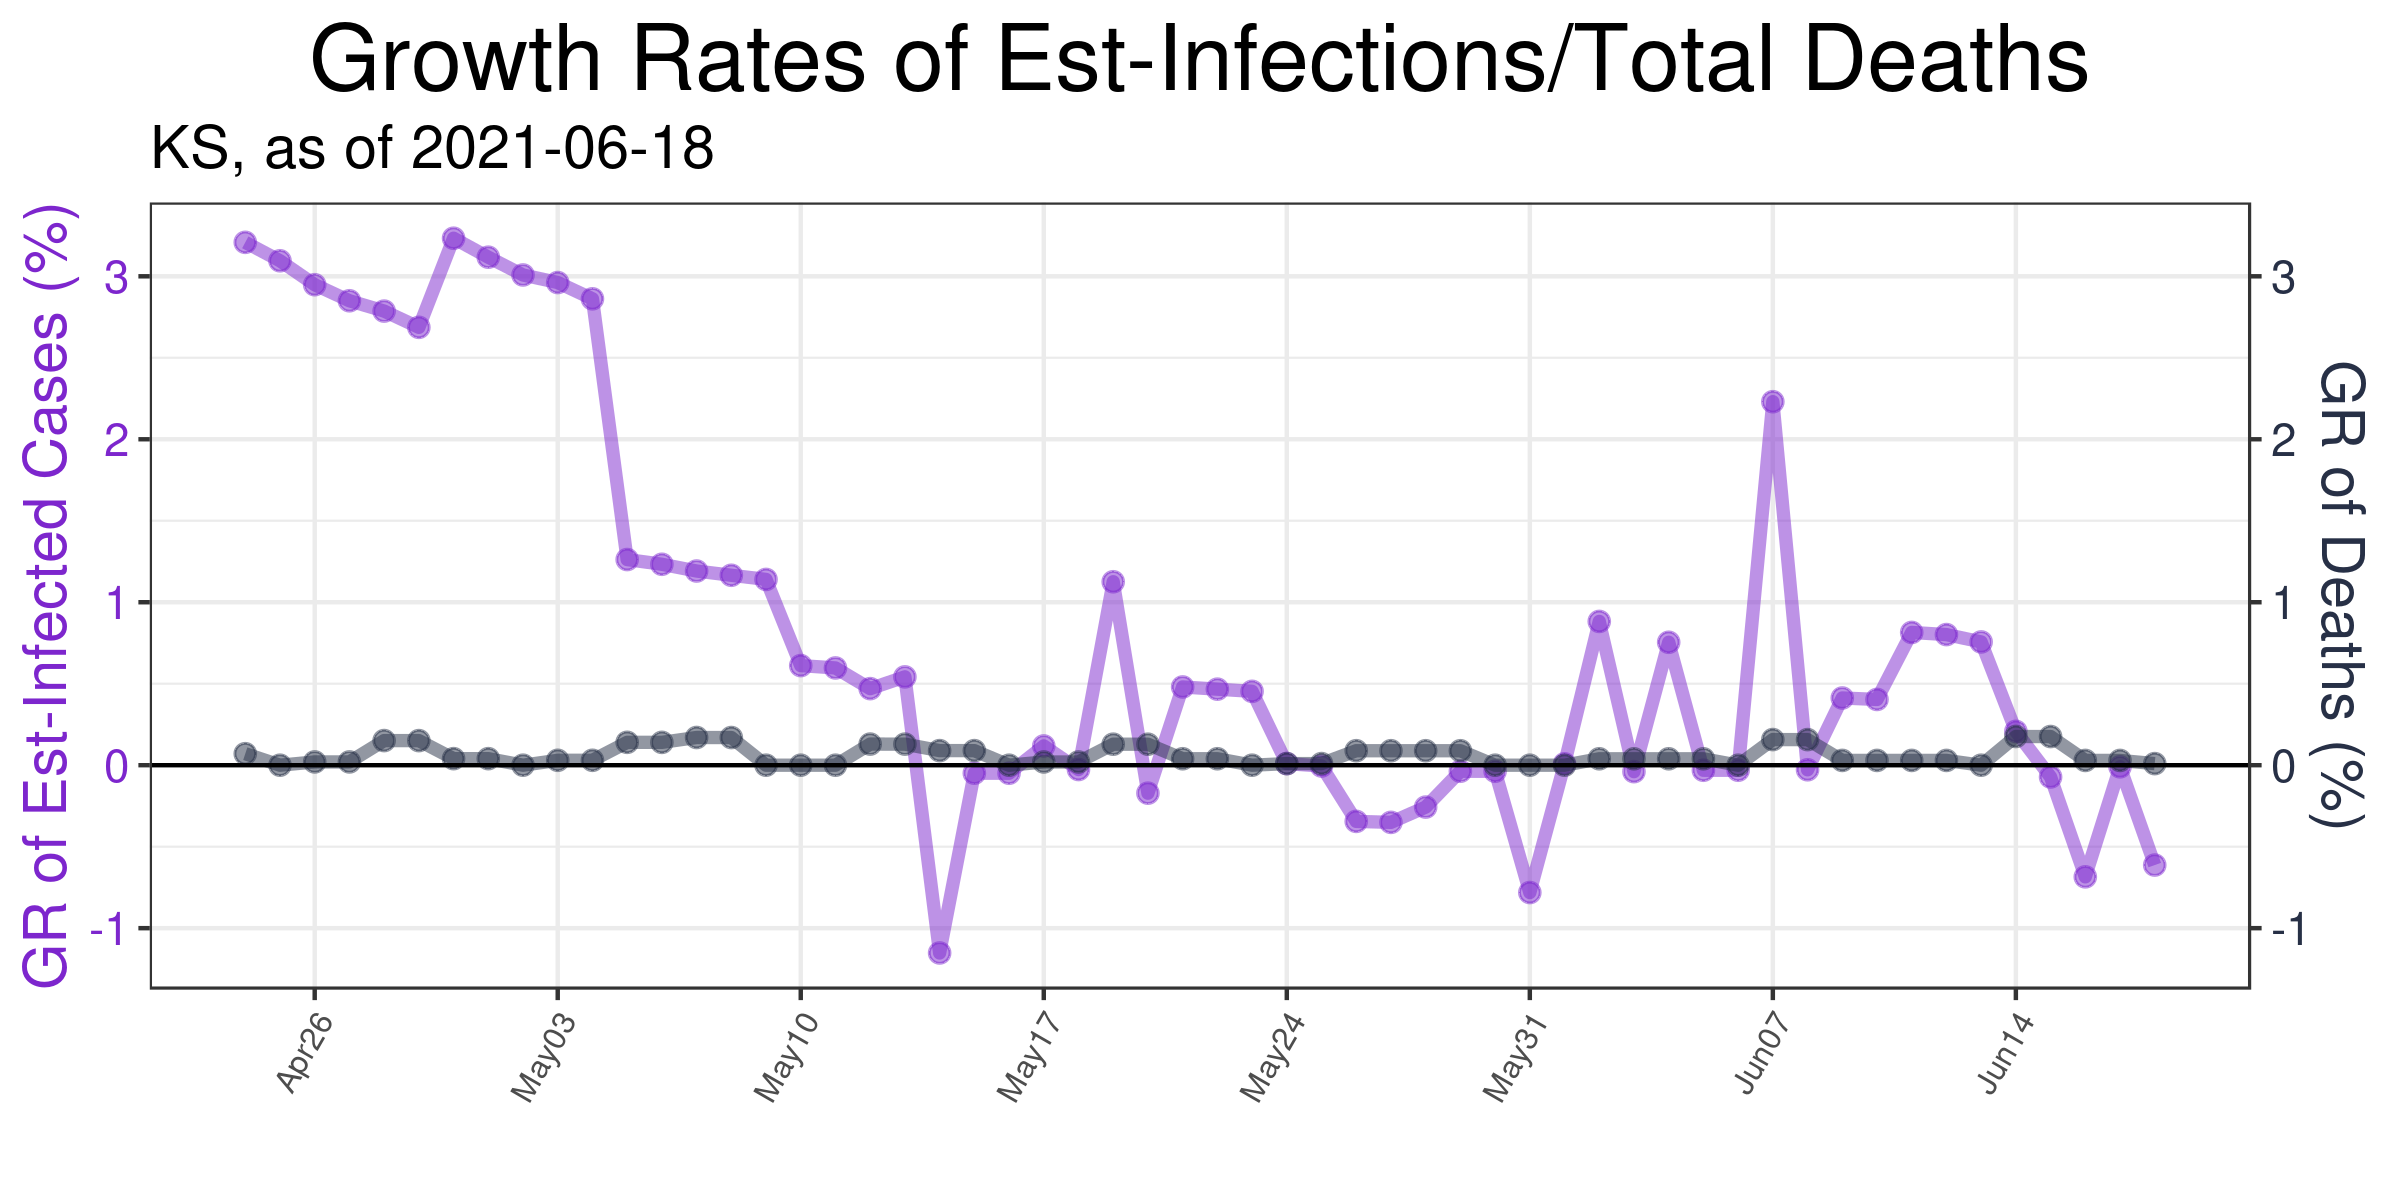 Growth Rates of Est-Infections/Total Deaths
KS, as of 2021-06-18
GR of Est-Infected Cases (%)
3
2
1
0
-1
3
2
1
0
-1
GR of Deaths (%)
Apr26
May03
May10
May17
May24
May31
Jun07
Jun14